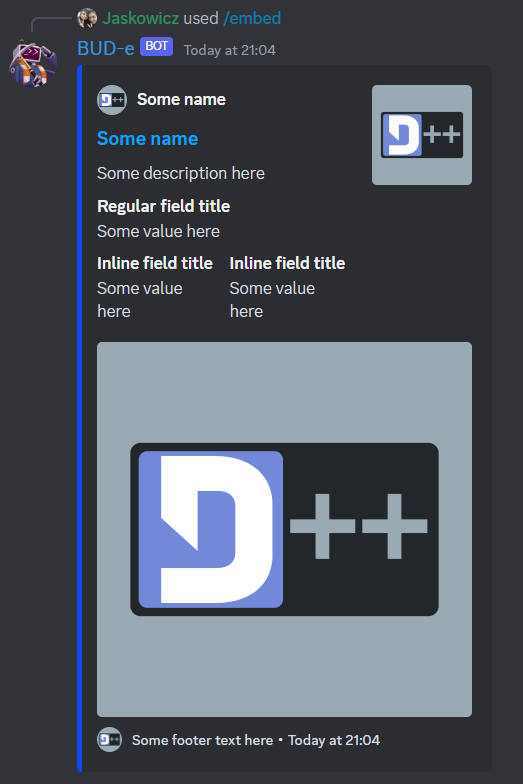 Jaskowicz used /embed
BUD-e BOT Today at 21:04
Some name
D++
Some name
Some description here
Regular field title
Some value here
Inline field title Inline field title
Some value Some value
here here
D++
D++ Some footer text here • Today at 21:04